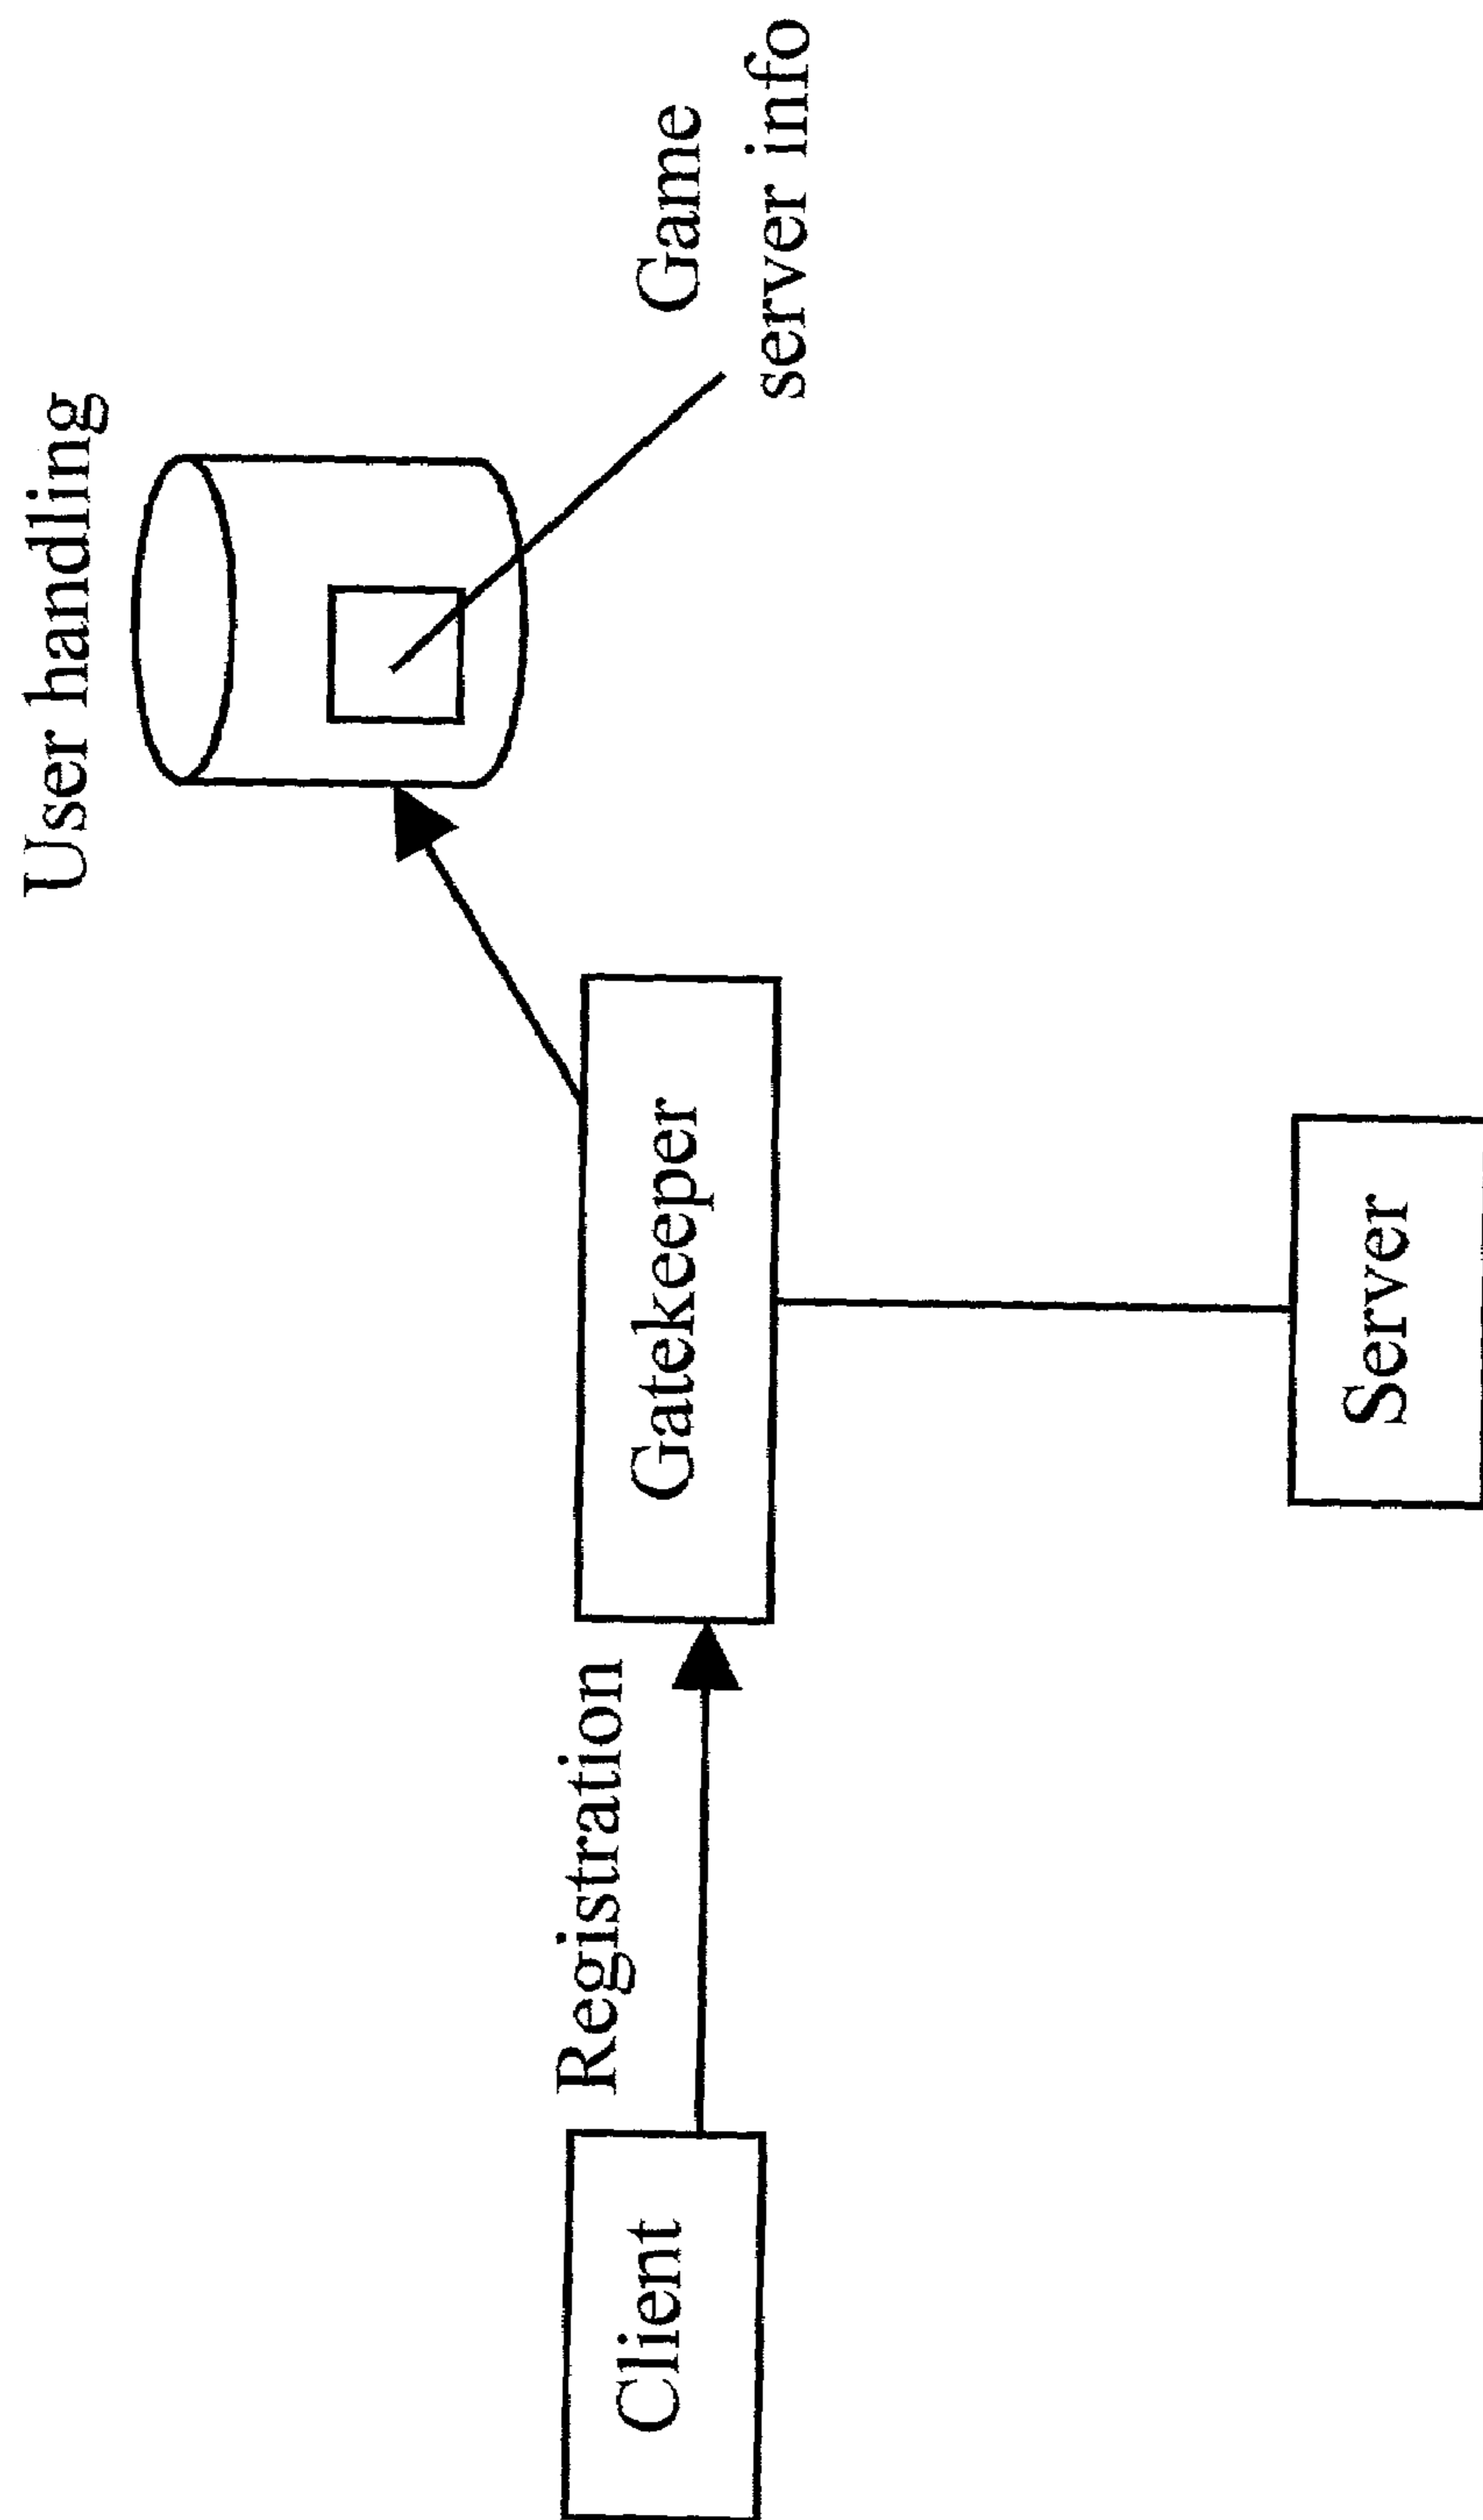 User handling
Game
server info
Registration
Client
Gatekeeper
Server